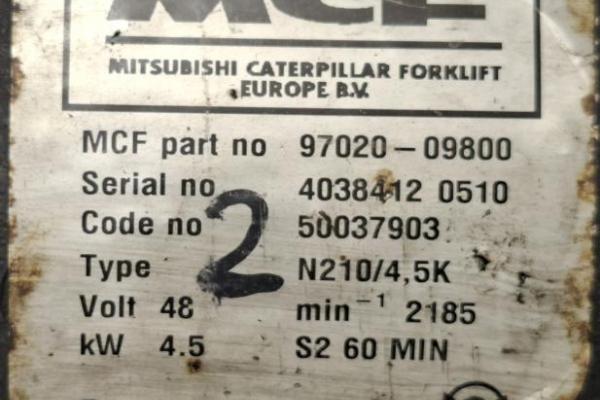 MCF
MITSUBISHI CATERPILLAR FORKLIFT
EUROPE B.V.
MCF part no 97020-09800
Serial no 4038412 0510
Code no 50037903
2
Type N210/4,5K
Volt 48 min⁻¹ 2185
kW 4.5 S2 60 MIN